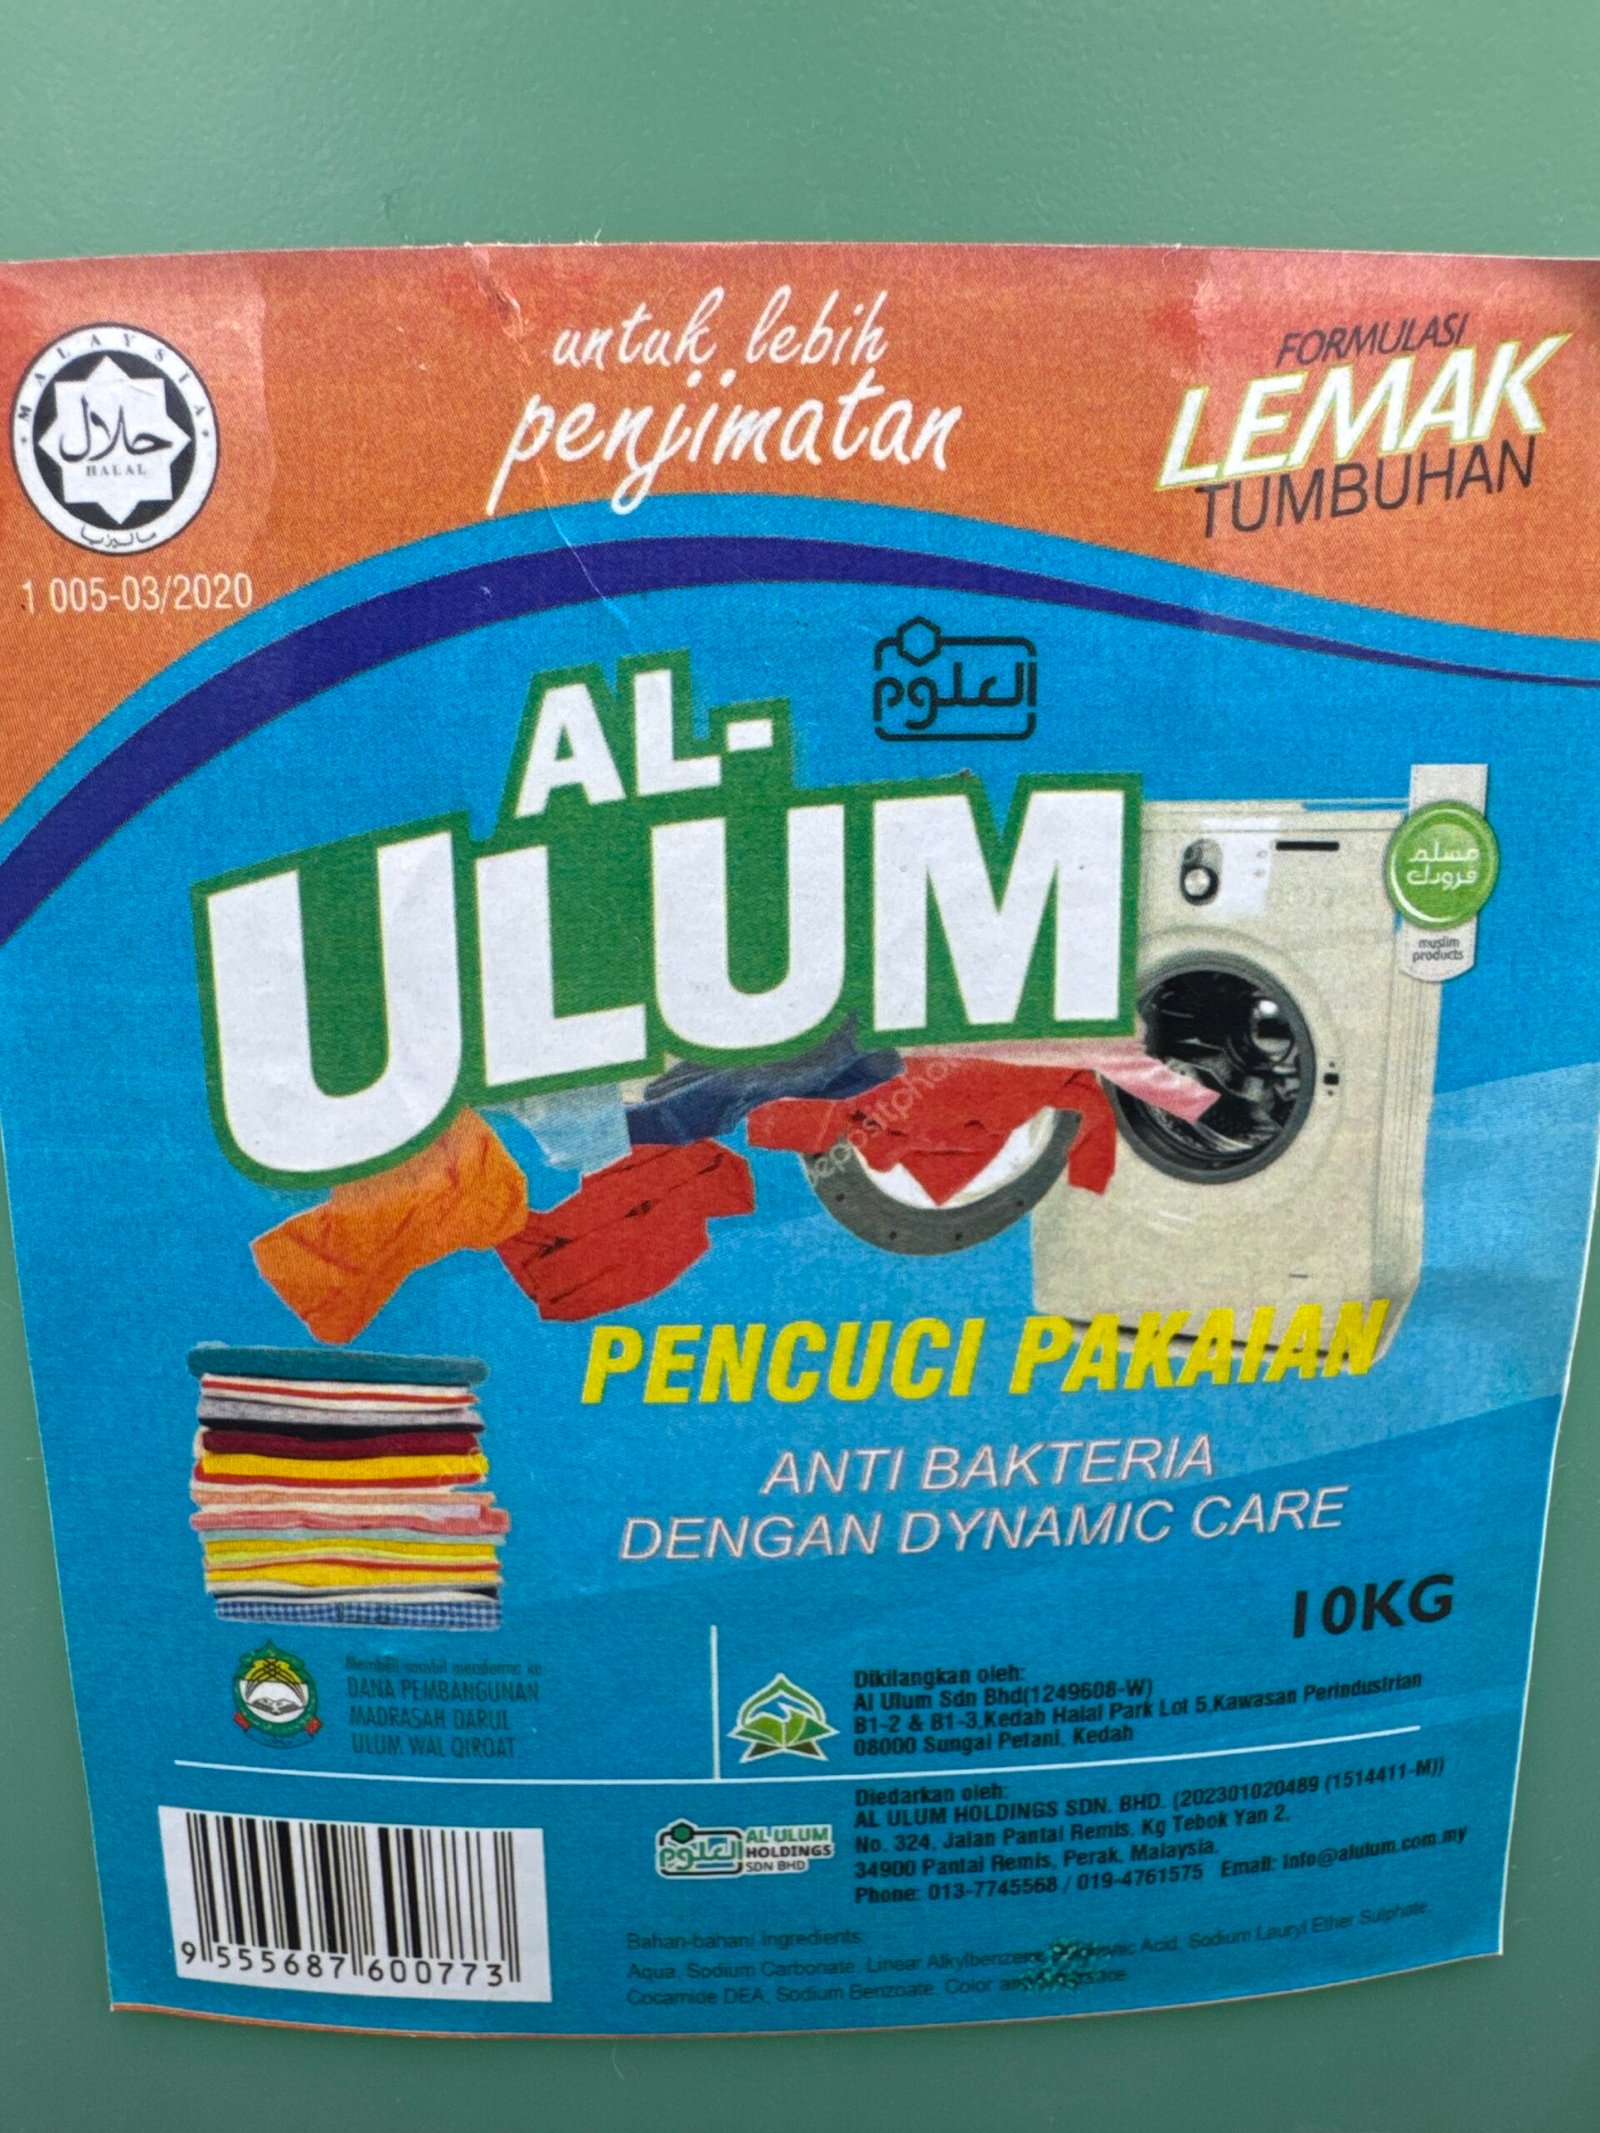 MALAYSIA
حلال
HALAL
ماليزيا
1 005-03/2020
untuk lebih
penjimatan
FORMULASI
LEMAK
TUMBUHAN
العلوم
AL-
ULUM
مسلم
فرودك
muslim
products
depositpho
PENCUCI PAKAIAN
ANTI BAKTERIA
DENGAN DYNAMIC CARE
10KG
Membeli sambil menderma ke
DANA PEMBANGUNAN
MADRASAH DARUL
ULUM WAL QIROAT.
Dikilangkan oleh:
Al Ulum Sdn Bhd(1249608-W)
B1-2 & B1-3,Kedah Halal Park Lot 5,Kawasan Perindustrian
08000 Sungai Petani, Kedah
Diedarkan oleh:
AL ULUM HOLDINGS SDN. BHD. (202301020489 (1514411-M))
No. 324, Jalan Pantai Remis, Kg Tebok Yan 2,
34900 Pantai Remis, Perak, Malaysia.
Phone: 013-7745568 / 019-4761575 Email: info@alulum.com.my
العلوم
AL ULUM
HOLDINGS
SDN BHD
9 555687 600773
Bahan-bahan/ Ingredients:
Aqua, Sodium Carbonate, Linear Alkylbenzene Acid, Sodium Lauryl Ether Sulphate,
Cocamide DEA, Sodium Benzoate, Color